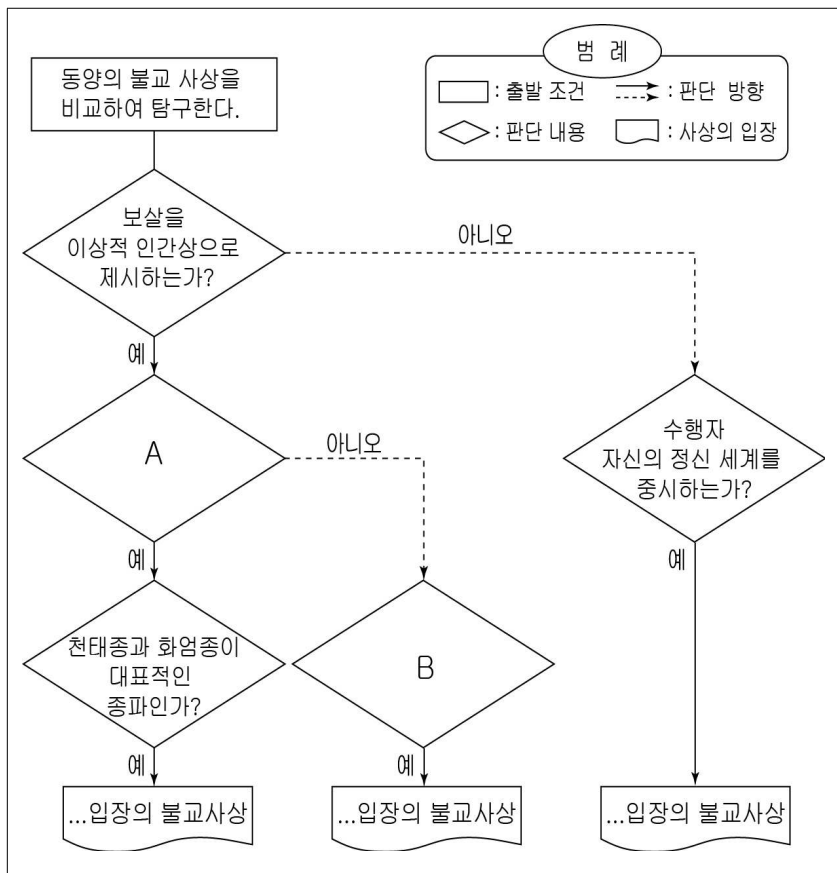 동양의 불교 사상을
비교하여 탐구한다.
범 례
: 출발 조건
: 판단 방향
: 판단 내용
: 사상의 입장
보살을
이상적 인간상으로
제시하는가?
아니오
예
A
아니오
수행자
자신의 정신 세계를
중시하는가?
예
예
천태종과 화엄종이
대표적인
종파인가?
B
예
예
...입장의 불교사상
...입장의 불교사상
...입장의 불교사상